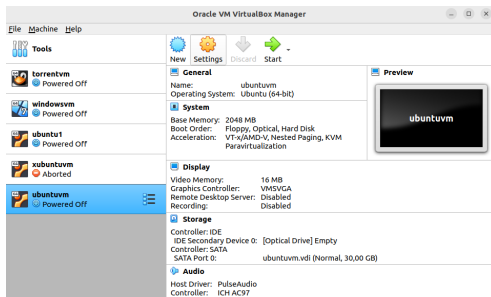 Oracle VM VirtualBox Manager
File Machine Help
Tools
New Settings Discard Start
torrentvm
Powered Off
windowsvm
Powered Off
ubuntu1
Powered Off
xubuntuvm
Aborted
ubuntuvm
Powered Off
General
Name: ubuntuvm
Operating System: Ubuntu (64-bit)
System
Base Memory: 2048 MB
Boot Order: Floppy, Optical, Hard Disk
Acceleration: VT-x/AMD-V, Nested Paging, KVM
Paravirtualization
Display
Video Memory: 16 MB
Graphics Controller: VMSVGA
Remote Desktop Server: Disabled
Recording: Disabled
Storage
Controller: IDE
IDE Secondary Device 0: [Optical Drive] Empty
Controller: SATA
SATA Port 0: ubuntuvm.vdi (Normal, 30,00 GB)
Audio
Host Driver: PulseAudio
Controller: ICH AC97
Preview
ubuntuvm